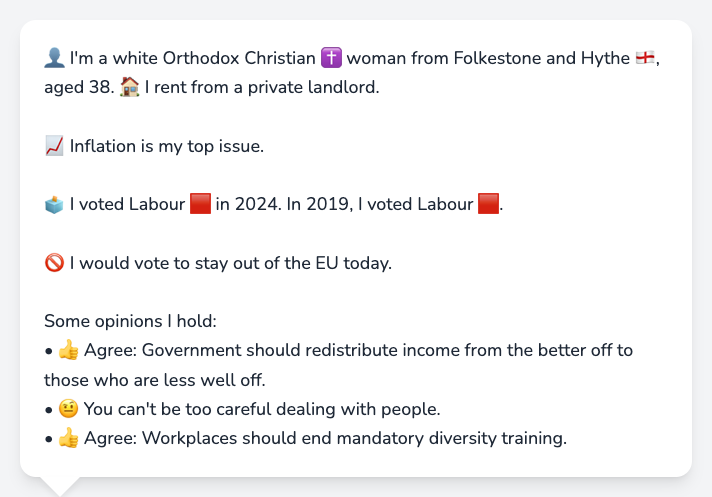 👤 I'm a white Orthodox Christian ✝️ woman from Folkestone and Hythe 🏴󠁧󠁢󠁥󠁮󠁧󠁿,
aged 38. 🏠 I rent from a private landlord.
📈 Inflation is my top issue.
🗳️ I voted Labour 🟥 in 2024. In 2019, I voted Labour 🟥.
🚫 I would vote to stay out of the EU today.
Some opinions I hold:
• 👍 Agree: Government should redistribute income from the better off to
those who are less well off.
• 🤨 You can't be too careful dealing with people.
• 👍 Agree: Workplaces should end mandatory diversity training.